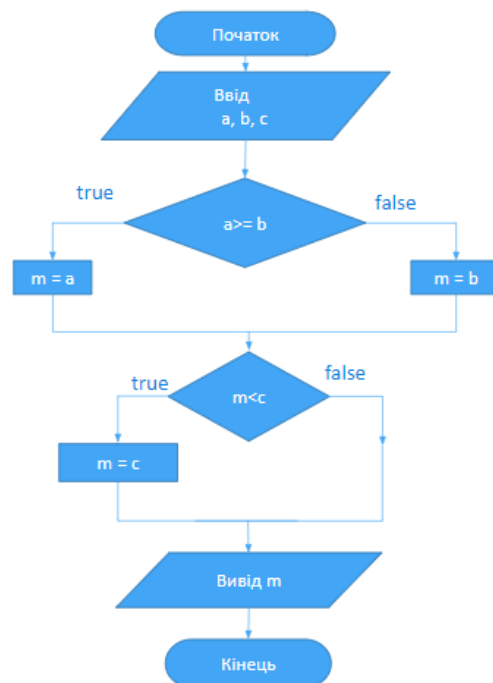 Початок
Ввід
a, b, c
true
false
a>= b
m = a
m = b
true
false
m<c
m = c
Вивід m
Кінець